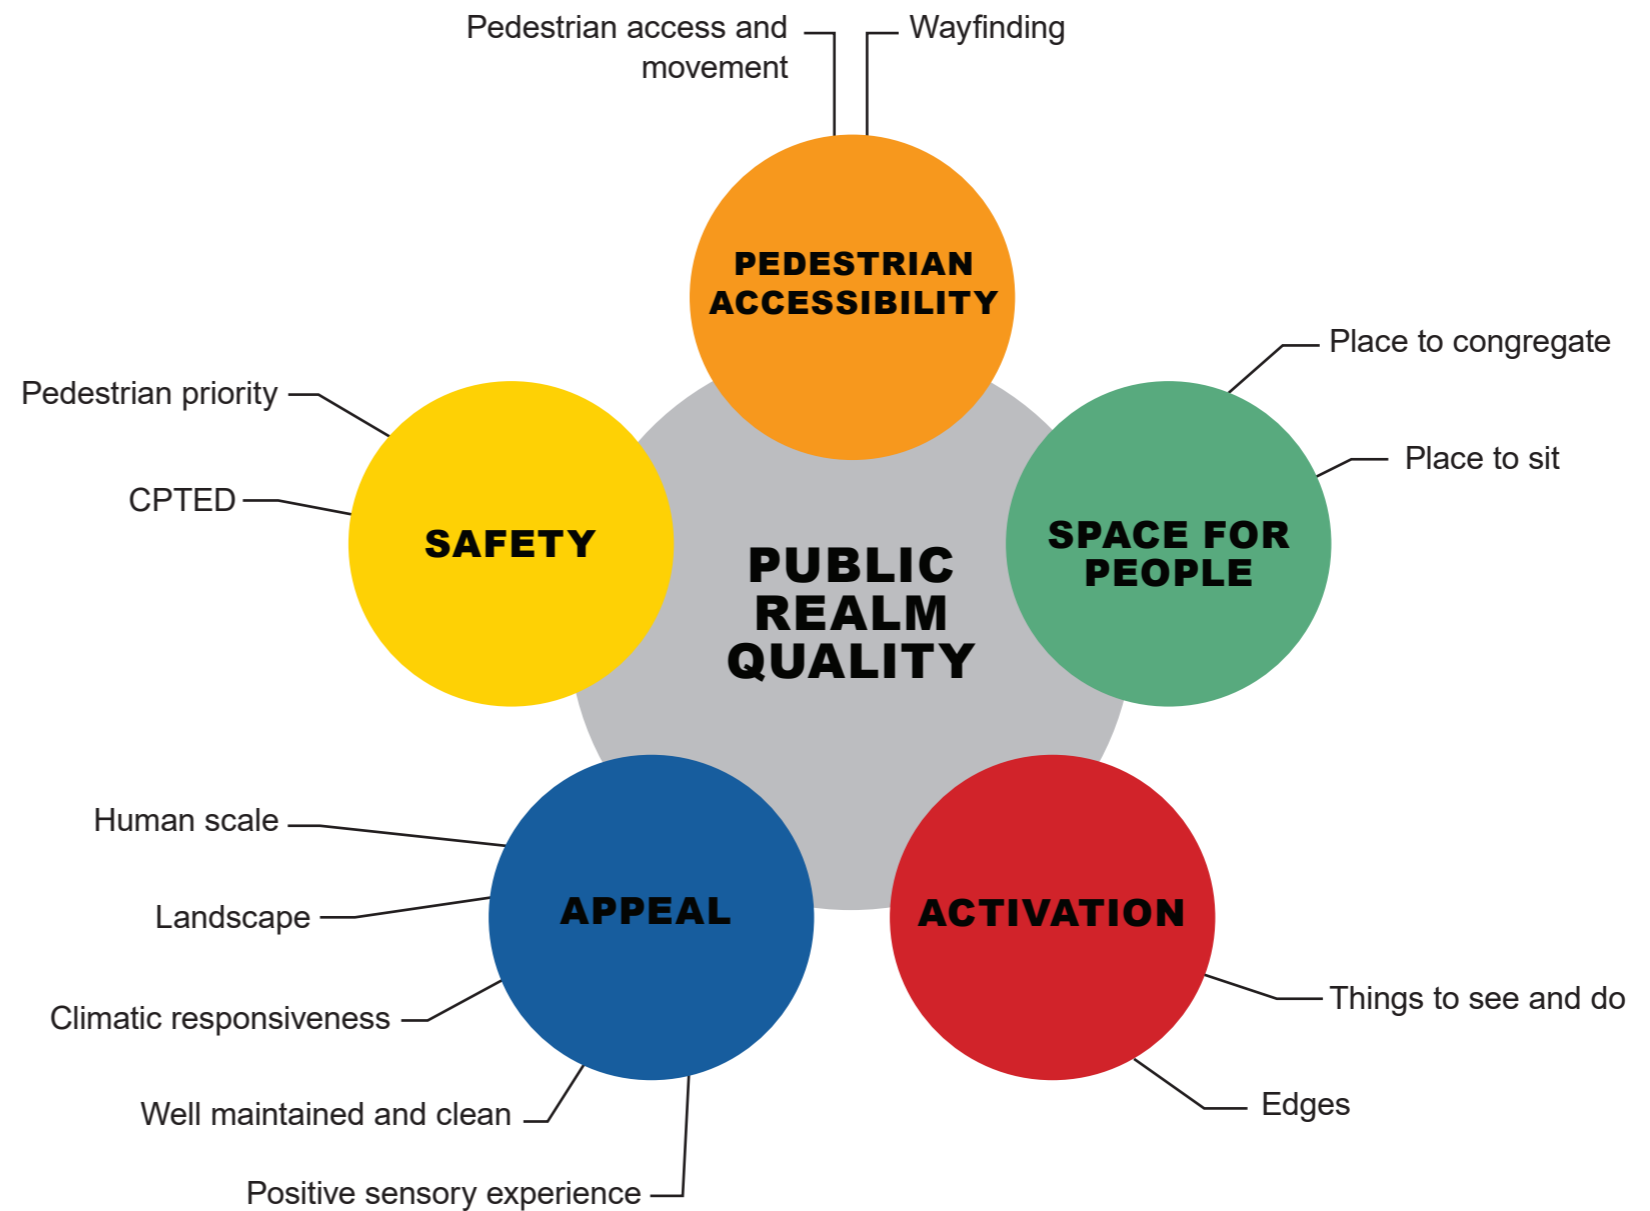 Pedestrian access and
movement
Wayfinding
PEDESTRIAN
ACCESSIBILITY
Place to congregate
Place to sit
SPACE FOR
PEOPLE
Pedestrian priority
CPTED
SAFETY
PUBLIC
REALM
QUALITY
Human scale
Landscape
Climatic responsiveness
Well maintained and clean
Positive sensory experience
APPEAL
ACTIVATION
Things to see and do
Edges